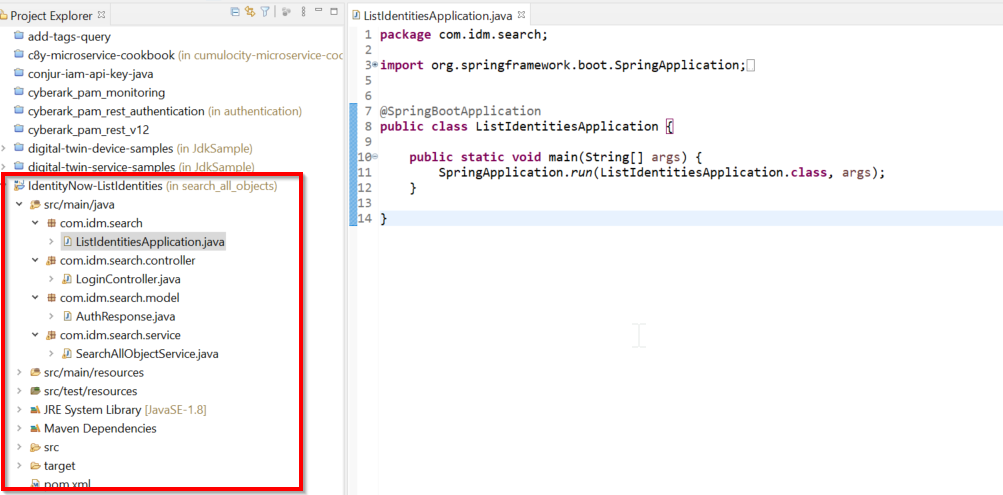 Project Explorer
add-tags-query
c8y-microservice-cookbook (in cumulocity-microservice-coo
conjur-iam-api-key-java
cyberark_pam_monitoring
cyberark_pam_rest_authentication (in authentication)
cyberark_pam_rest_v12
digital-twin-device-samples (in JdkSample)
digital-twin-service-samples (in JdkSample)
IdentityNow-ListIdentities (in search_all_objects)
src/main/java
com.idm.search
ListIdentitiesApplication.java
com.idm.search.controller
LoginController.java
com.idm.search.model
AuthResponse.java
com.idm.search.service
SearchAllObjectService.java
src/main/resources
src/test/resources
JRE System Library [JavaSE-1.8]
Maven Dependencies
src
target
pom.xml
ListIdentitiesApplication.java
1 package com.idm.search;
2
3 import org.springframework.boot.SpringApplication;
5
6
7 @SpringBootApplication
8 public class ListIdentitiesApplication {
9
10 public static void main(String[] args) {
11 SpringApplication.run(ListIdentitiesApplication.class, args);
12 }
13
14 }